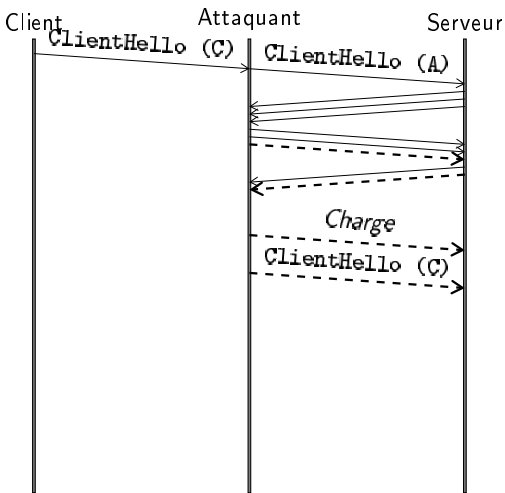 Client
Attaquant
Serveur
ClientHello (C)
ClientHello (A)
Charge
ClientHello (C)